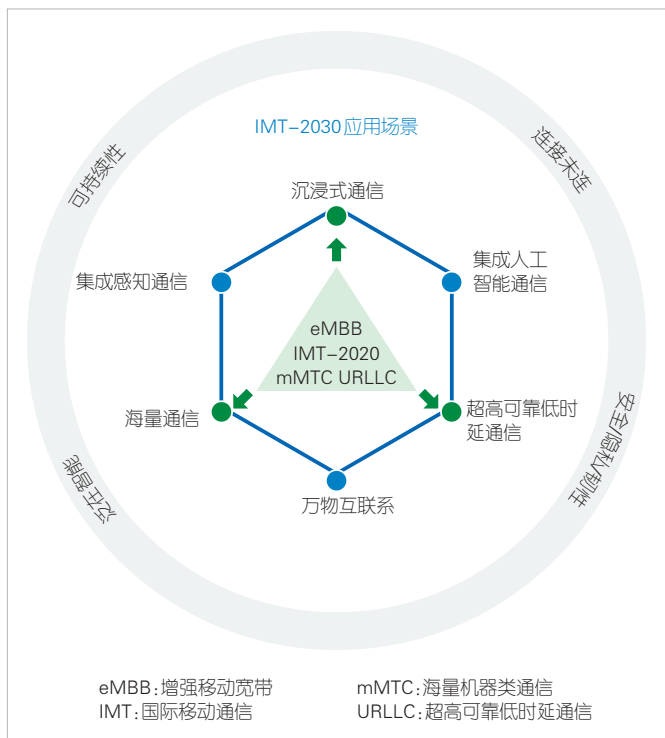 IMT-2030应用场景
可持续性
连接未连
沉浸式通信
集成感知通信
集成人工
智能通信
eMBB
IMT-2020
mMTC URLLC
海量通信
超高可靠低时
延通信
万物互联系
泛在智能
安全/隐私/韧性
eMBB:增强移动宽带
mMTC:海量机器类通信
IMT:国际移动通信
URLLC:超高可靠低时延通信